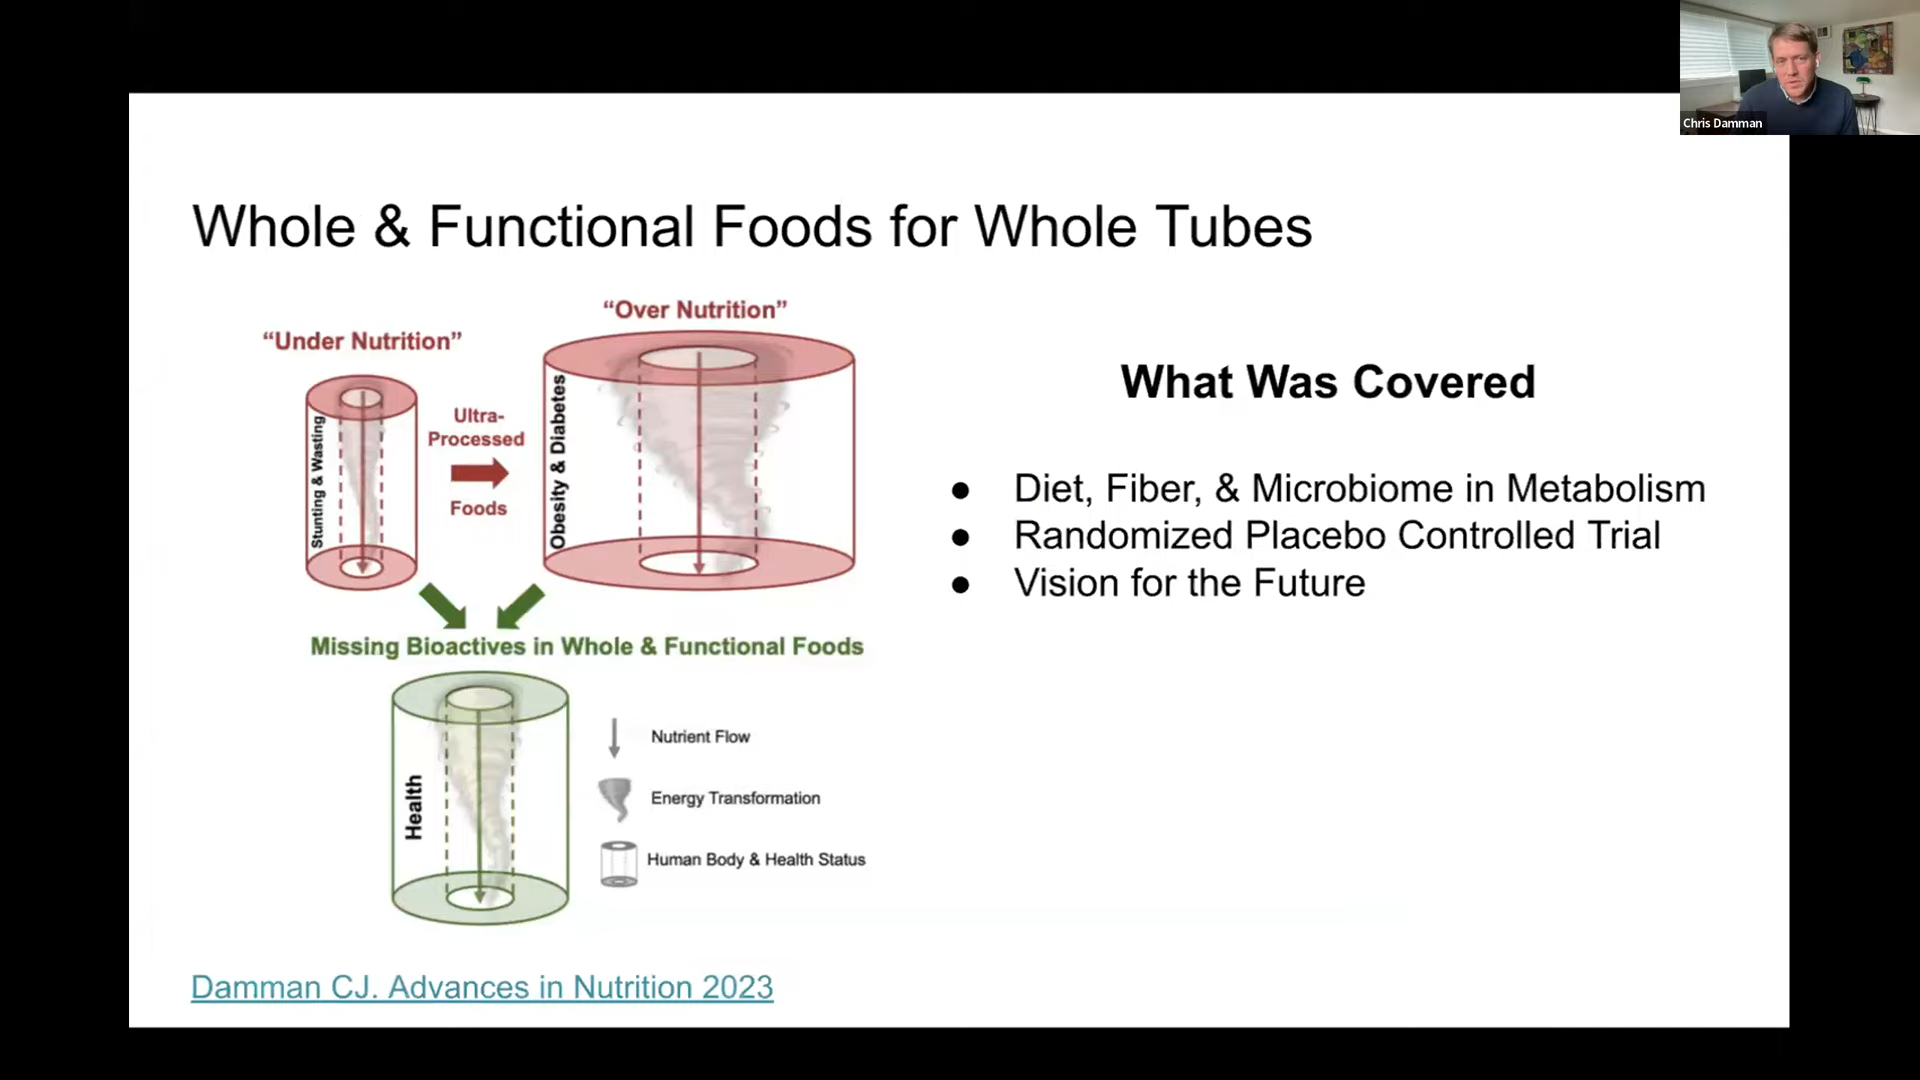 Chris Damman
Whole & Functional Foods for Whole Tubes
“Under Nutrition”
“Over Nutrition”
Stunting & Wasting
Ultra-
Processed
Foods
Obesity & Diabetes
Missing Bioactives in Whole & Functional Foods
Health
Nutrient Flow
Energy Transformation
Human Body & Health Status
What Was Covered
● Diet, Fiber, & Microbiome in Metabolism
● Randomized Placebo Controlled Trial
● Vision for the Future
Damman CJ. Advances in Nutrition 2023